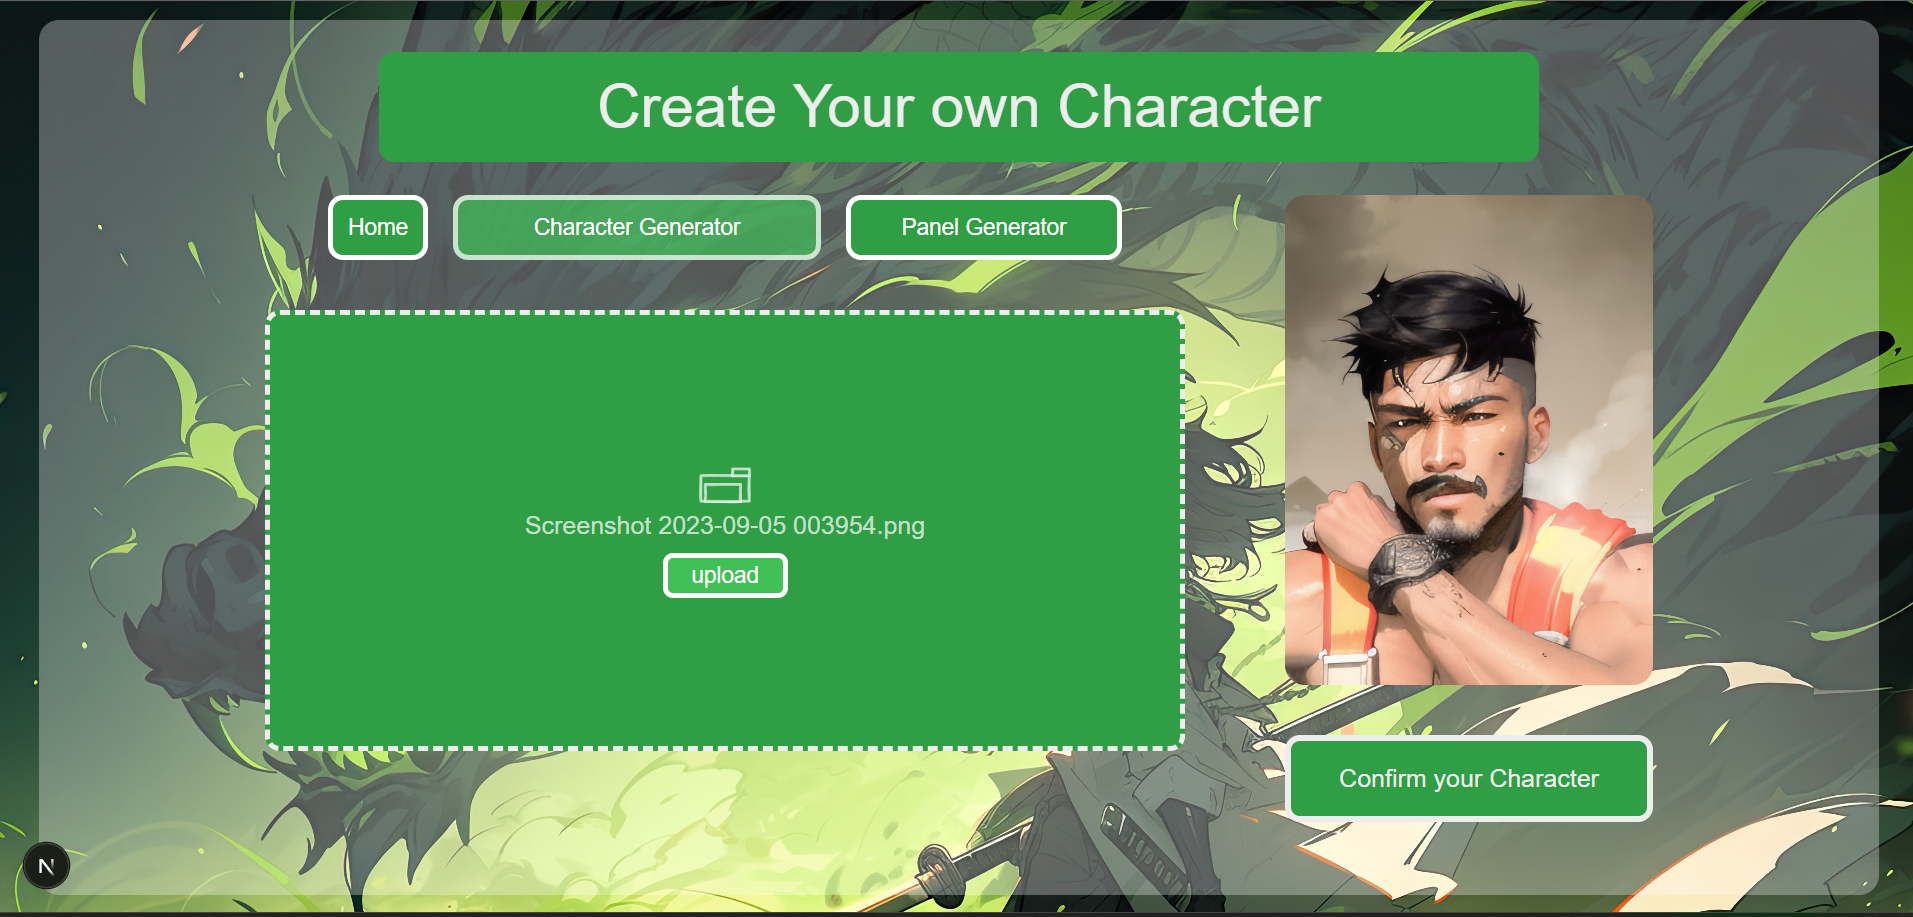 Create Your own Character
Home
Character Generator
Panel Generator
Screenshot 2023-09-05 003954.png
upload
Confirm your Character
N